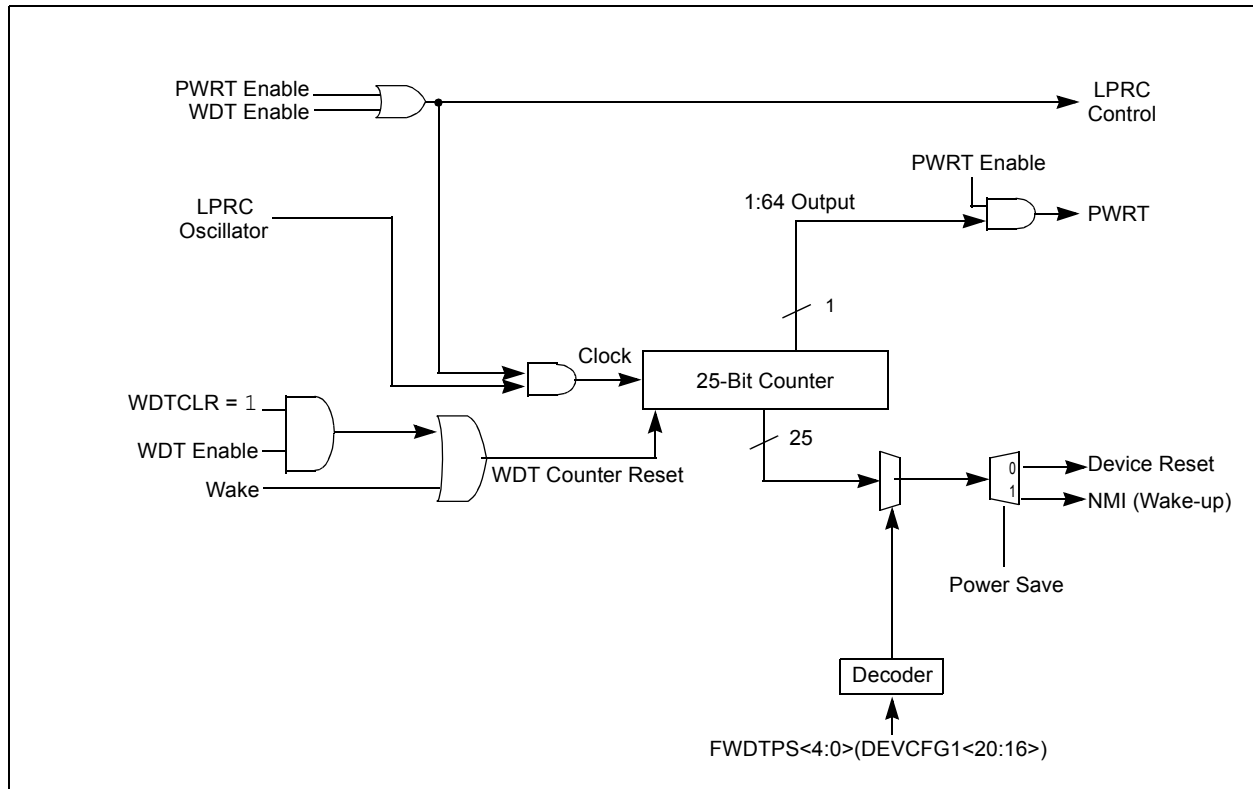 PWRT Enable
WDT Enable
LPRC
Control
PWRT Enable
1:64 Output
LPRC
Oscillator
PWRT
1
Clock
25-Bit Counter
WDTCLR = 1
25
WDT Enable
WDT Counter Reset
Wake
0
1
Device Reset
NMI (Wake-up)
Power Save
Decoder
FWDTPS<4:0>(DEVCFG1<20:16>)